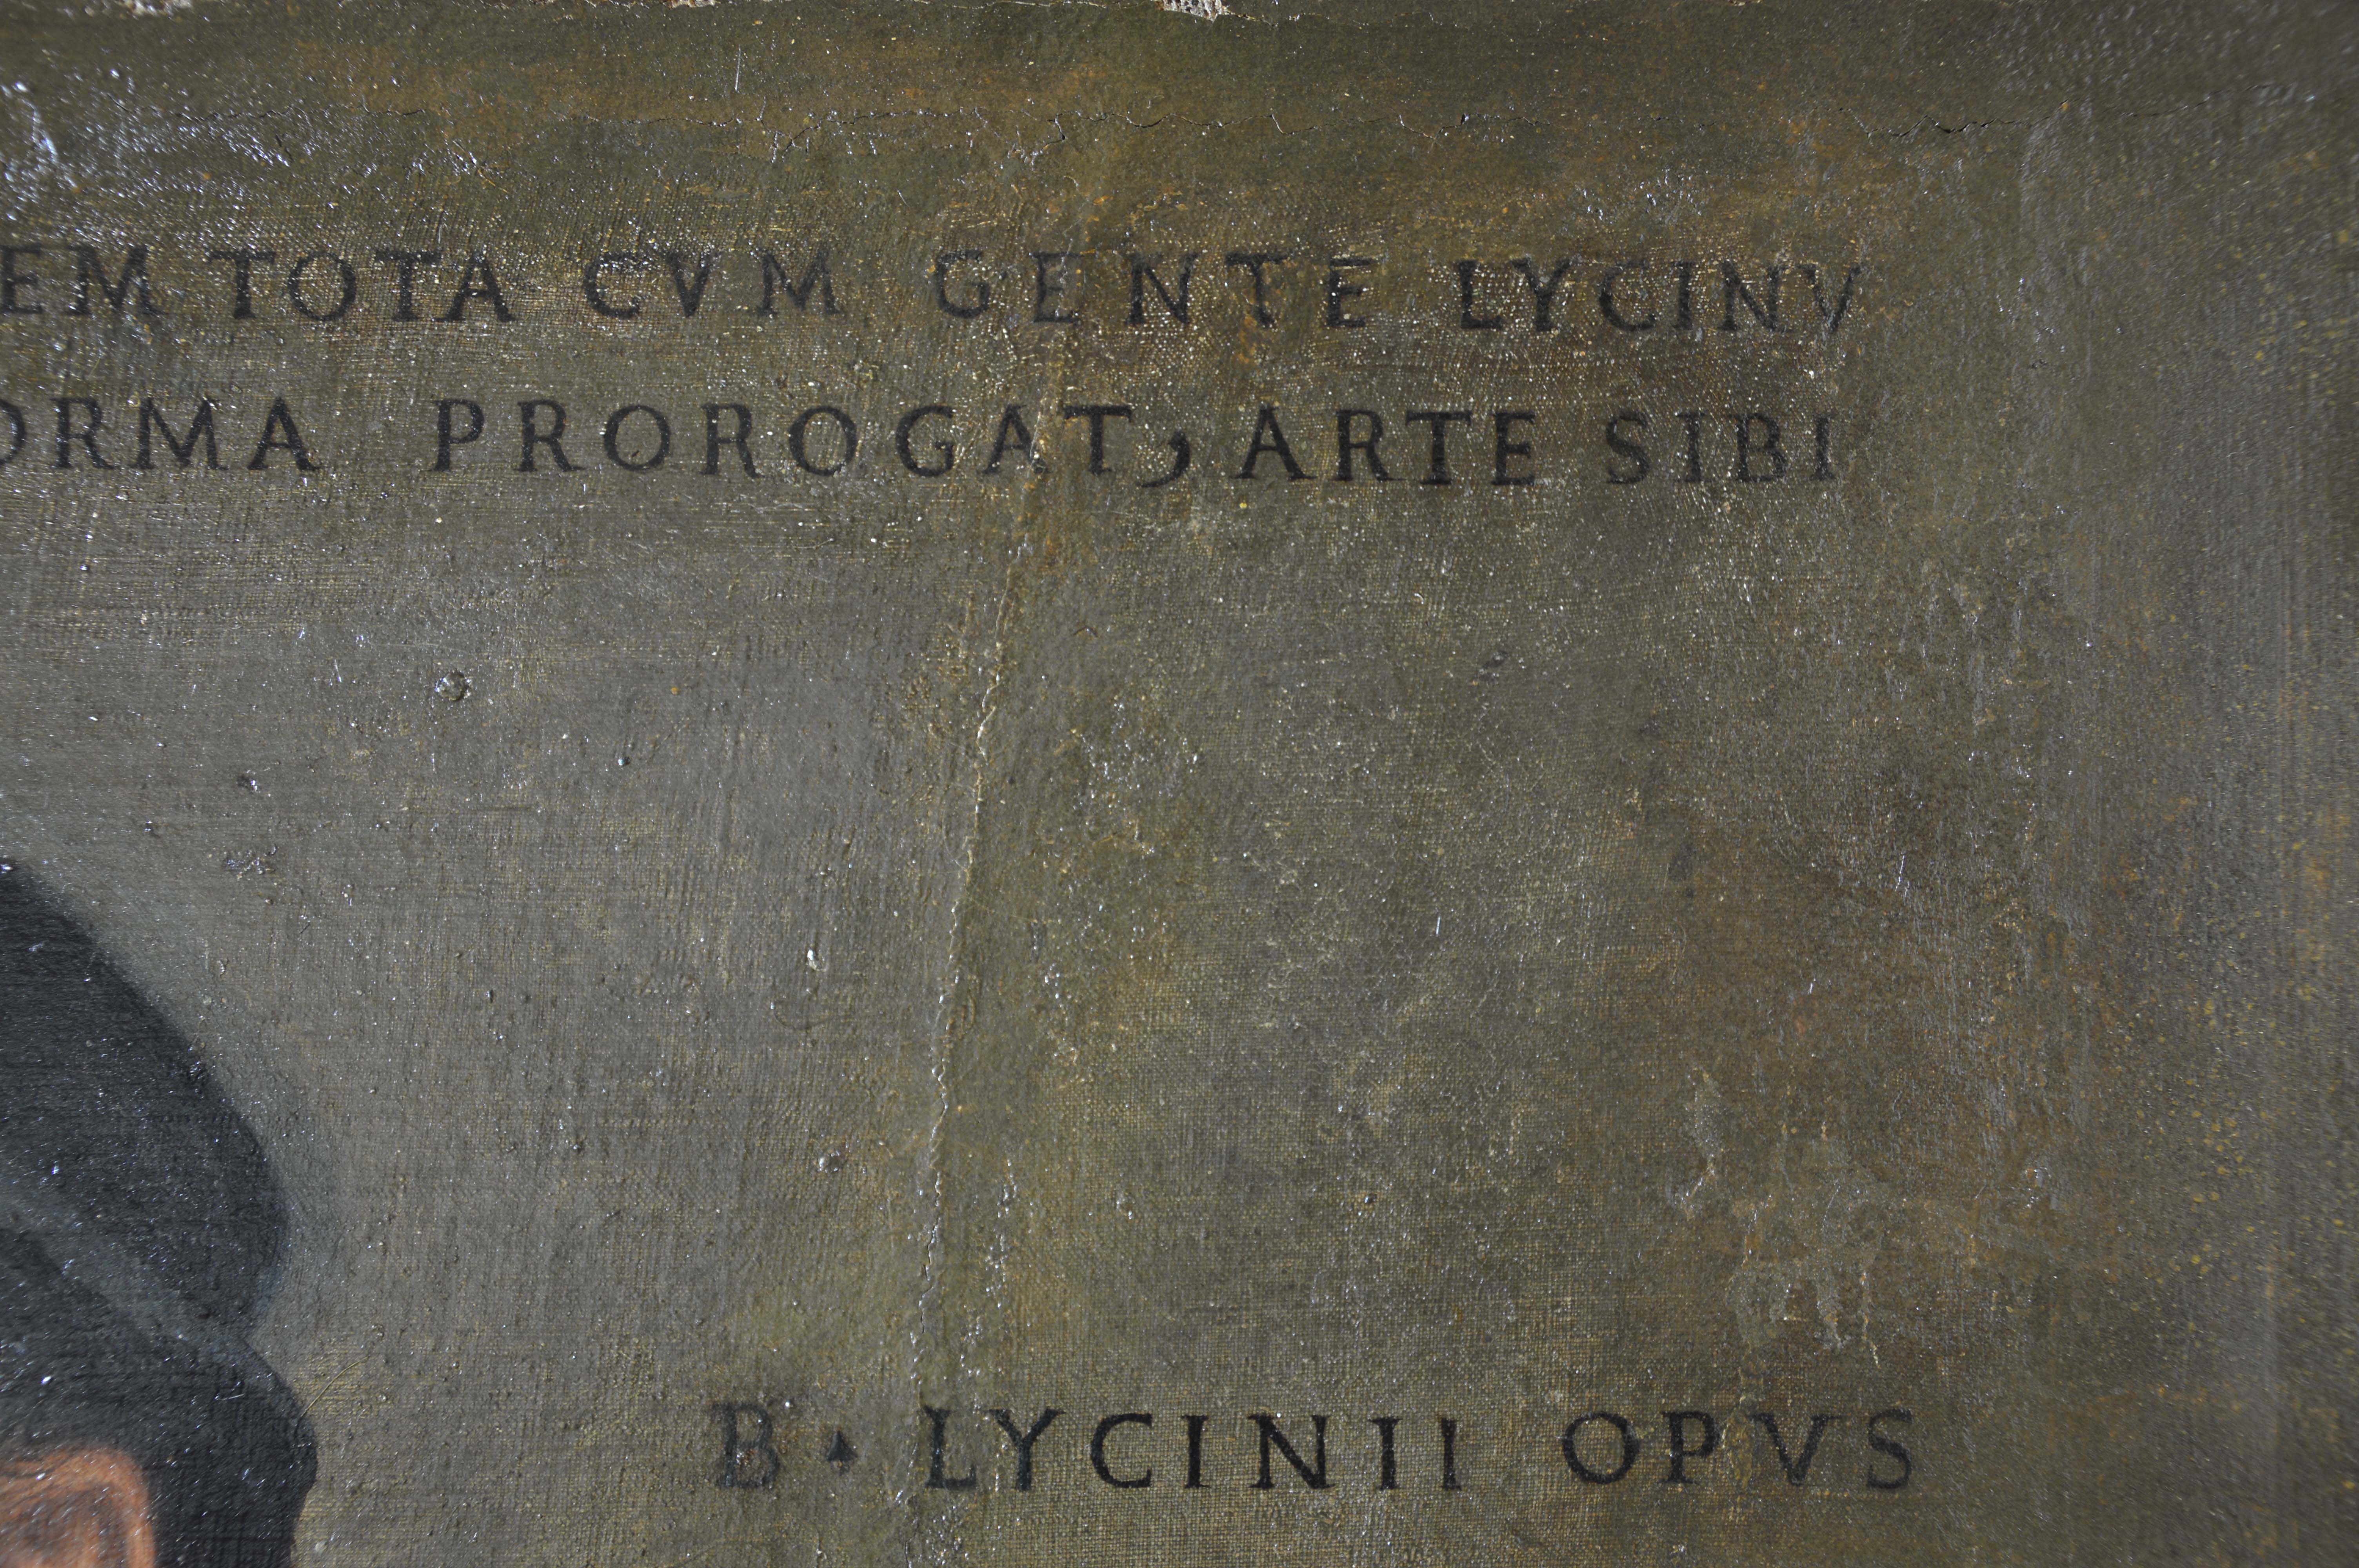 EM TOTA CVM GENTE LYCINV
ORMA PROROGAT, ARTE SIBI
B▲LYCINII OPVS